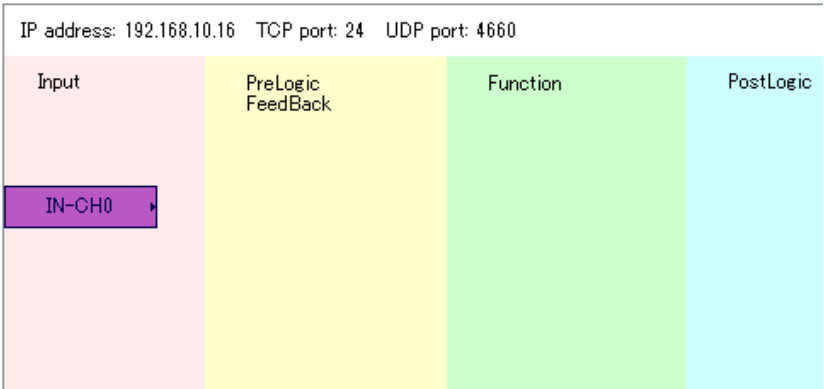 IP address: 192.168.10.16 TCP port: 24 UDP port: 4660
Input
PreLogic
FeedBack
Function
PostLogic
IN-CH0